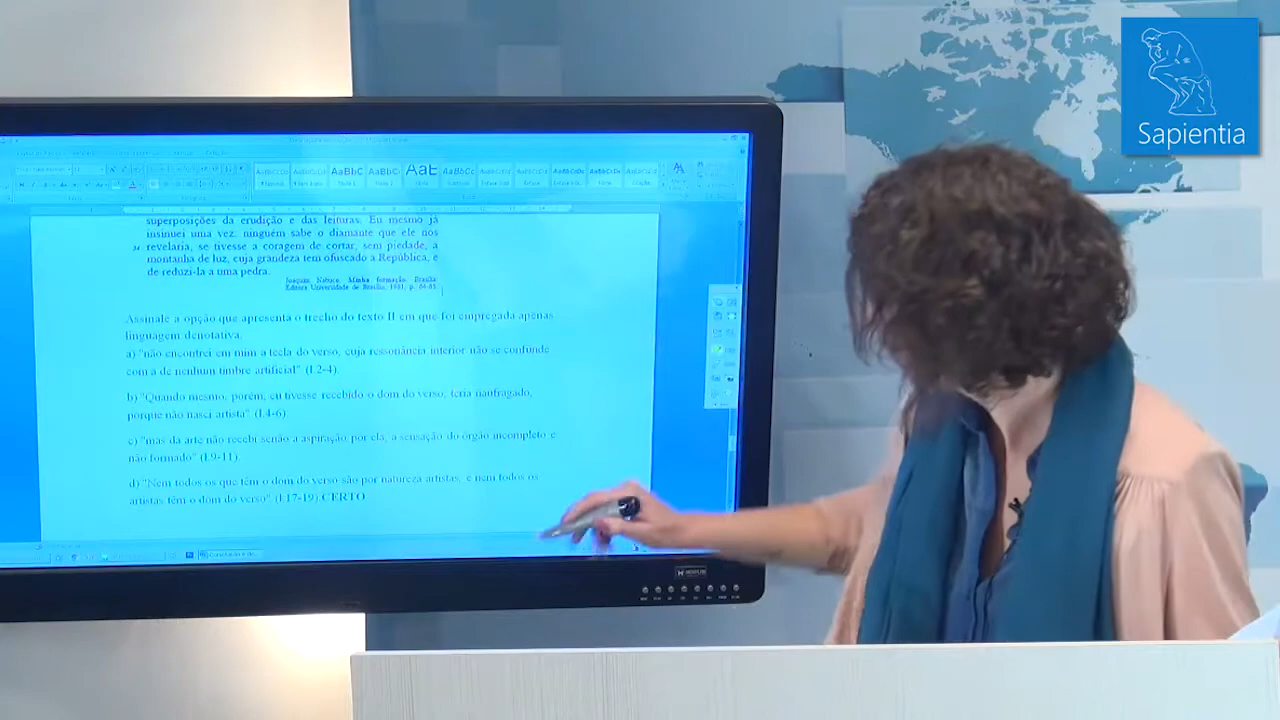 Sapientia
AaBbC AaBbC AaB AaBbCc
superposições da erudição e das leituras. Eu mesmo já
insinuei uma vez: ninguém sabe o diamante que ele nos
revelaria, se tivesse a coragem de cortar, sem piedade, a
montanha de luz, cuja grandeza tem ofuscado a República, e
de reduzi-la a uma pedra.
Joaquim Nabuco. Minha formação. Brasília:
Editora Universidade de Brasília, 1981, p. 64-65.
Assinale a opção que apresenta o trecho do texto II em que foi empregada apenas
linguagem denotativa.
a) "não encontrei em mim a tecla do verso, cuja ressonância interior não se confunde
com a de nenhum timbre artificial" (l.2-4).
b) "Quando mesmo, porém, eu tivesse recebido o dom do verso, teria naufragado,
porque não nasci artista" (l.4-6).
c) "mas da arte não recebi senão a aspiração por ela, a sensação do órgão incompleto e
não formado" (l.9-11).
d) "Nem todos os que têm o dom do verso são por natureza artistas, e nem todos os
artistas têm o dom do verso" (l.17-19).CERTO